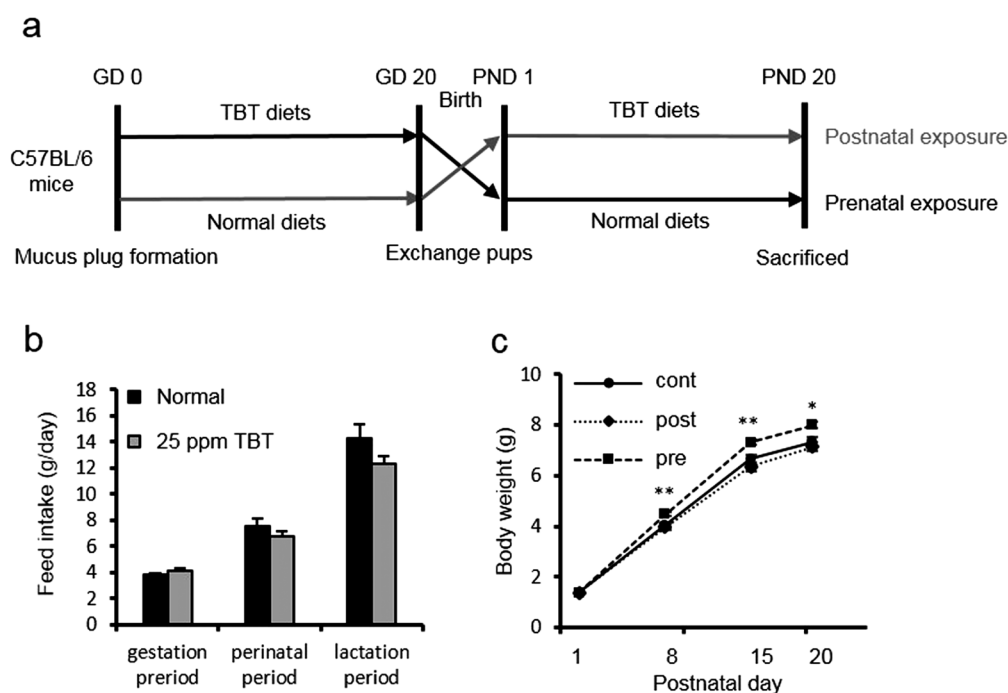 a
GD 0
GD 20
Birth
PND 1
PND 20
TBT diets
TBT diets
C57BL/6
mice
Postnatal exposure
Prenatal exposure
Normal diets
Normal diets
Mucus plug formation
Exchange pups
Sacrificed
b
18
16
14
12
10
8
6
4
2
0
Feed intake (g/day)
Normal
25 ppm TBT
gestation
preriod
perinatal
period
lactation
period
c
10
8
6
4
2
0
Body weight (g)
cont
post
pre
**
**
*
1
8
15
20
Postnatal day